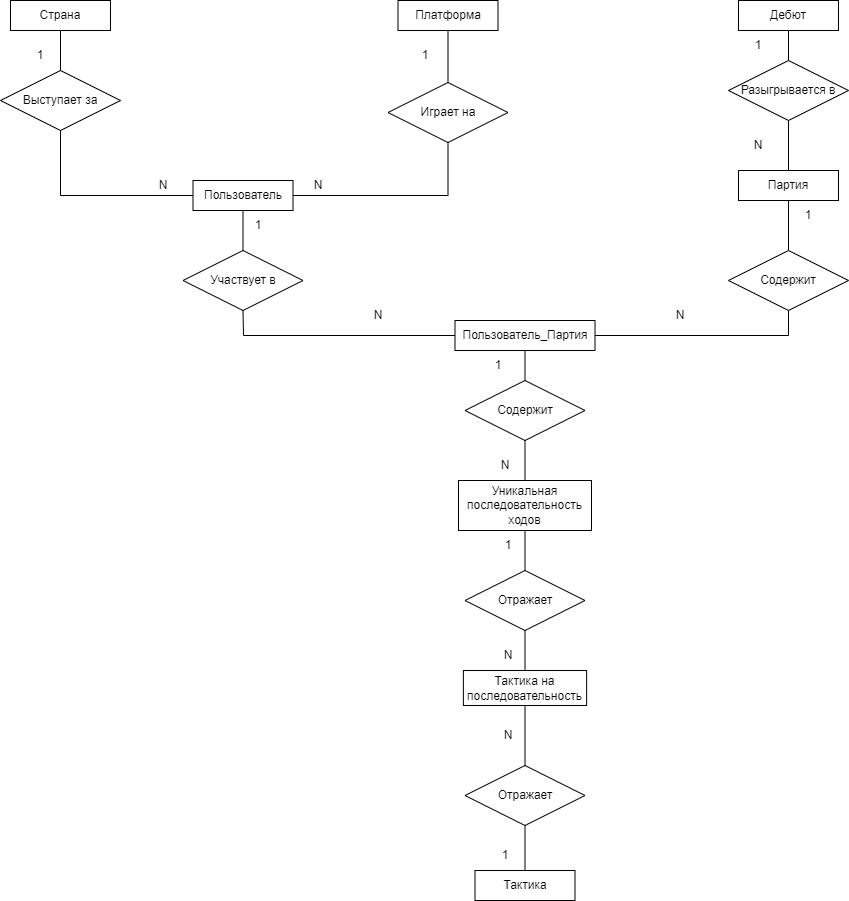 Страна
Платформа
Дебют
1
1
1
Выступает за
Играет на
Разыгрывается в
N
N
N
Пользователь
Партия
1
1
Участвует в
Содержит
N
N
Пользователь_Партия
1
Содержит
N
Уникальная
последовательность
ходов
1
Отражает
N
Тактика на
последовательность
N
Отражает
1
Тактика